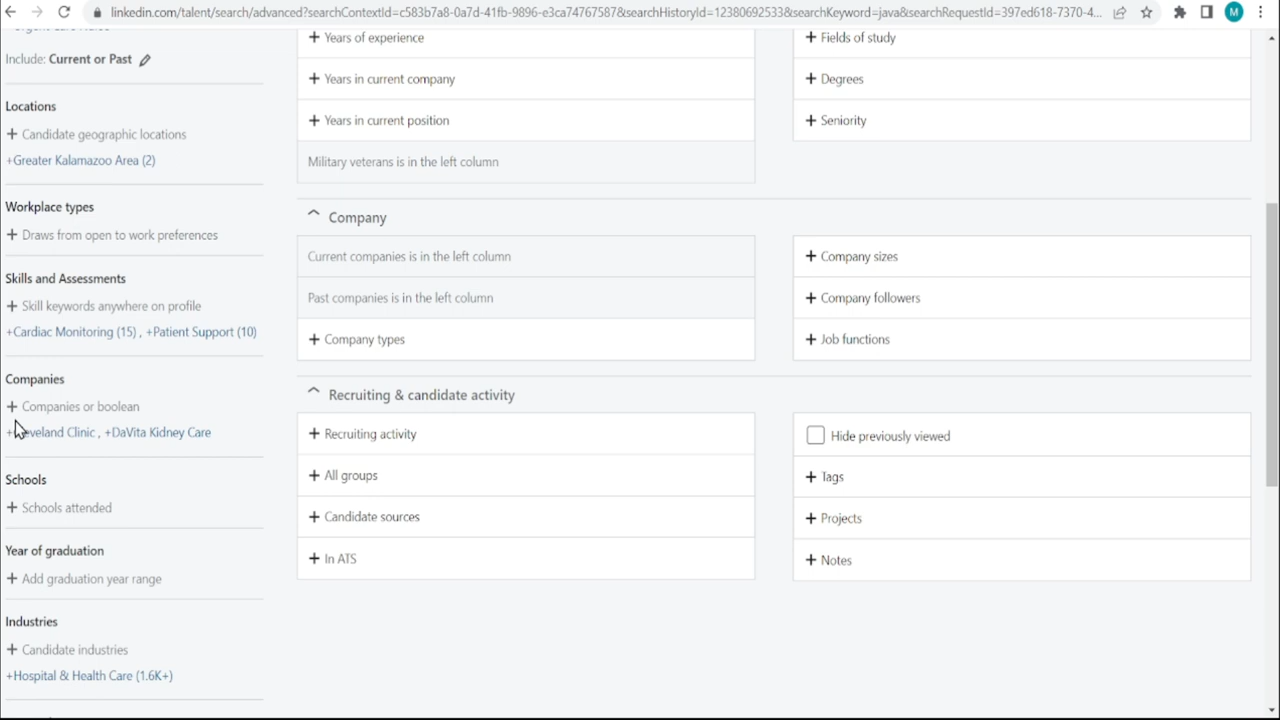 linkedin.com/talent/search/advanced?searchContextId=c583b7a8-0a7d-41fb-9896-e3ca74767587&searchHistoryId=12380692533&searchKeyword=java&searchRequestId=397ed618-7370-4...
M
Include: Current or Past
Locations
+ Candidate geographic locations
+Greater Kalamazoo Area (2)
Workplace types
+ Draws from open to work preferences
Skills and Assessments
+ Skill keywords anywhere on profile
+Cardiac Monitoring (15) , +Patient Support (10)
Companies
+ Companies or boolean
Clinic , +DaVita Kidney Care
Schools
+ Schools attended
Year of graduation
+ Add graduation year range
Industries
+ Candidate industries
+Hospital & Health Care (1.6K+)
+ Years of experience
+ Years in current company
+ Years in current position
Military veterans is in the left column
+ Fields of study
+ Degrees
+ Seniority
Company
Current companies is in the left column
Past companies is in the left column
+ Company types
+ Company sizes
+ Company followers
+ Job functions
Recruiting & candidate activity
+ Recruiting activity
+ All groups
+ Candidate sources
+ In ATS
Hide previously viewed
+ Tags
+ Projects
+ Notes